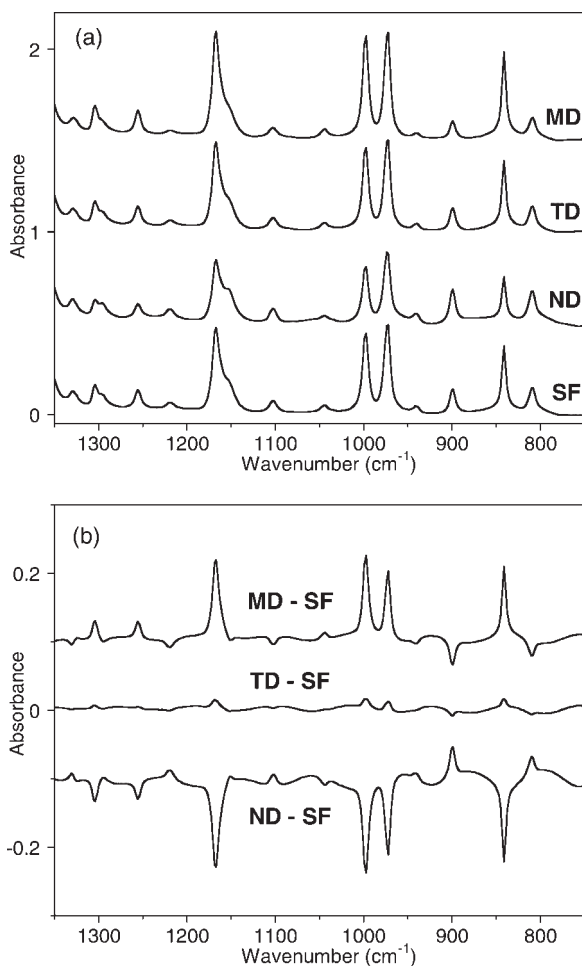 (a)
2
MD
TD
1
ND
SF
0
Absorbance
1300 1200 1100 1000 900 800
Wavenumber (cm⁻¹)
(b)
0.2
MD - SF
TD - SF
0
ND - SF
-0.2
Absorbance
1300 1200 1100 1000 900 800
Wavenumber (cm⁻¹)